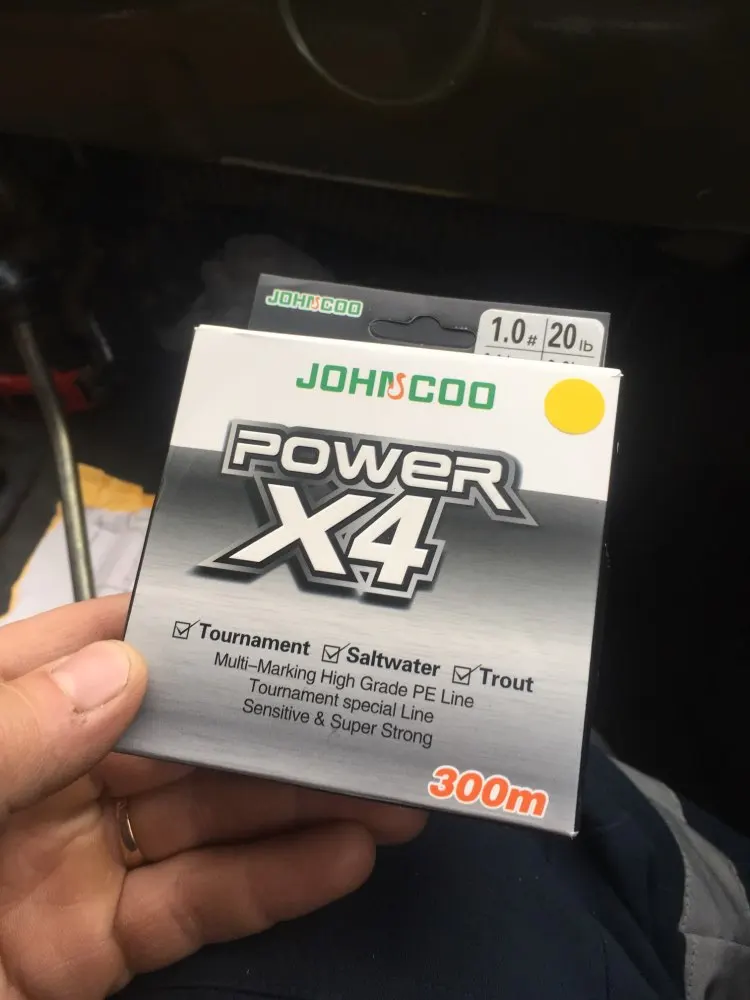 JOHNCOO
1.0# 20lb
JOHNCOO
POWER
X4
Tournament Saltwater Trout
Multi-Marking High Grade PE Line
Tournament special Line
Sensitive & Super Strong
300m